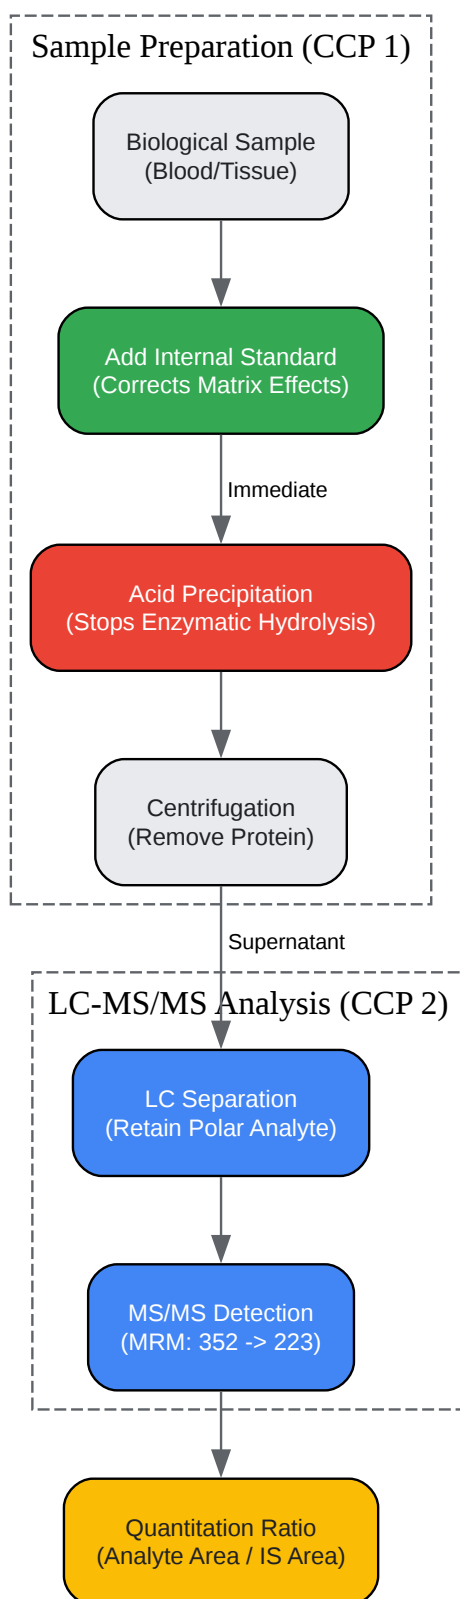 Sample Preparation (CCP 1)
Biological Sample
(Blood/Tissue)
Add Internal Standard
(Corrects Matrix Effects)
Immediate
Acid Precipitation
(Stops Enzymatic Hydrolysis)
Centrifugation
(Remove Protein)
Supernatant
LC-MS/MS Analysis (CCP 2)
LC Separation
(Retain Polar Analyte)
MS/MS Detection
(MRM: 352 -> 223)
Quantitation Ratio
(Analyte Area / IS Area)